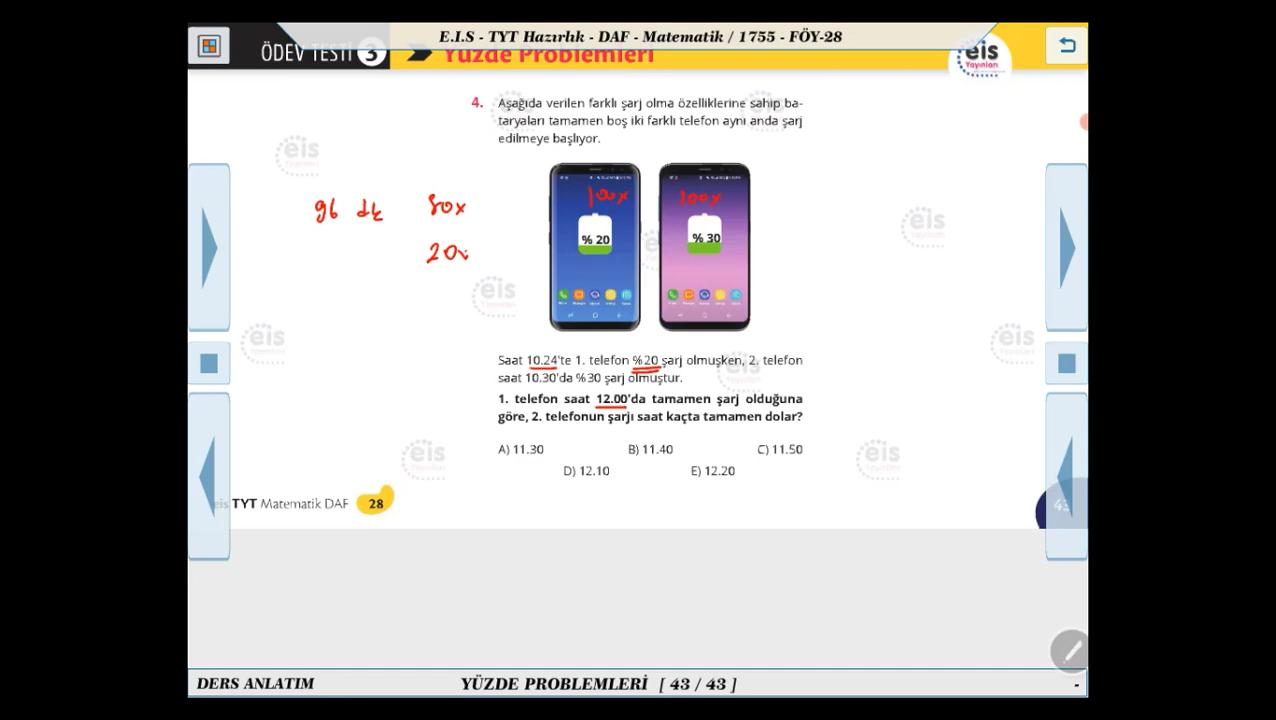 E.I.S - TYT Hazırlık - DAF - Matematik / 1755 - FÖY-28
ÖDEV TESTİ 3
Yüzde Problemleri
eis
Yayınları
4. Aşağıda verilen farklı şarj olma özelliklerine sahip ba-
taryaları tamamen boş iki farklı telefon aynı anda şarj
edilmeye başlıyor.
96 dk 80x
20x
100x
100x
% 20
% 30
Saat 10.24'te 1. telefon %20 şarj olmuşken, 2. telefon
saat 10.30'da %30 şarj olmuştur.
1. telefon saat 12.00'da tamamen şarj olduğuna
göre, 2. telefonun şarjı saat kaçta tamamen dolar?
A) 11.30 B) 11.40 C) 11.50
D) 12.10 E) 12.20
eis TYT Matematik DAF 28
43
DERS ANLATIM YÜZDE PROBLEMLERİ [ 43 / 43 ] -